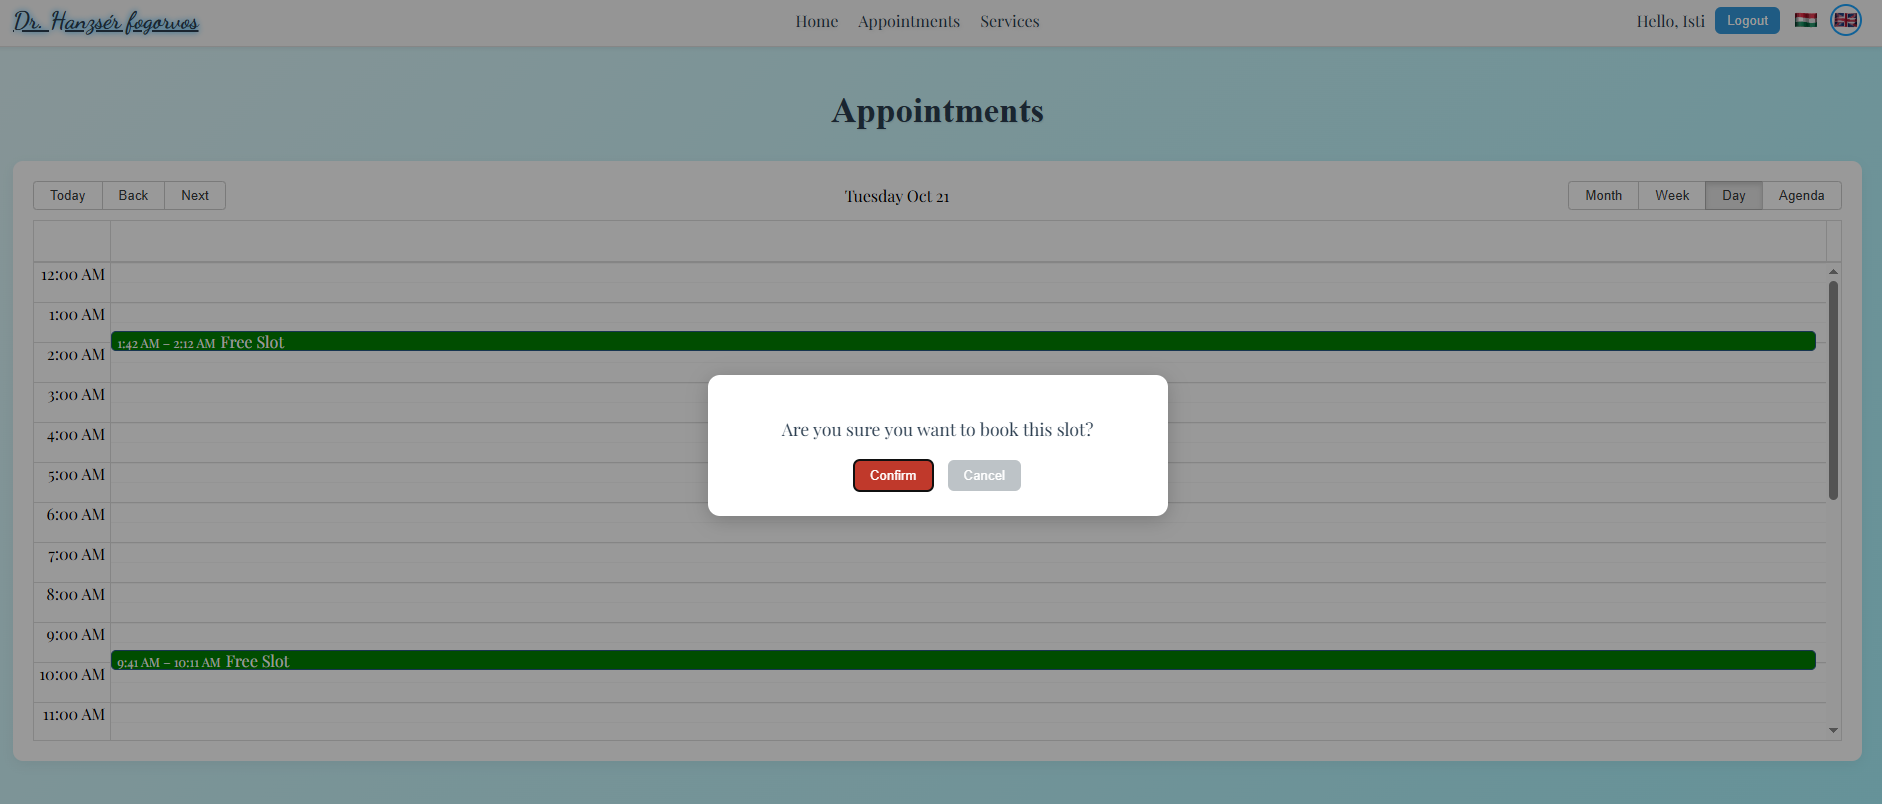 Dr. Hanzsér fogorvos
Home Appointments Services
Hello, Isti Logout
Appointments
Today Back Next
Tuesday Oct 21
Month Week Day Agenda
12:00 AM
1:00 AM
1:42 AM – 2:12 AM Free Slot
2:00 AM
3:00 AM
4:00 AM
Are you sure you want to book this slot?
5:00 AM
Confirm Cancel
6:00 AM
7:00 AM
8:00 AM
9:00 AM
9:41 AM – 10:11 AM Free Slot
10:00 AM
11:00 AM